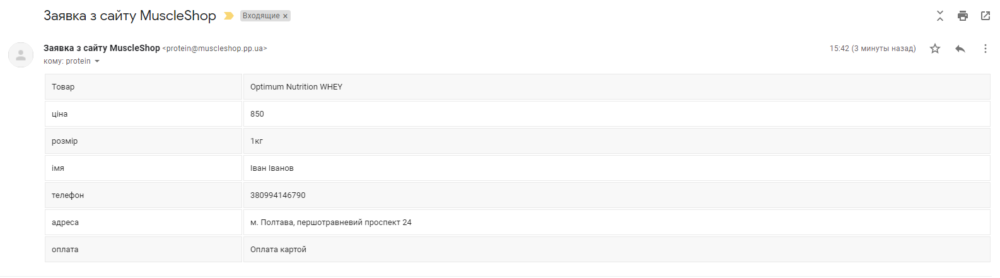 Заявка з сайту MuscleShop Входящие ×
Заявка з сайту MuscleShop <protein@muscleshop.pp.ua> 15:42 (3 минуты назад)
кому: protein
Товар Optimum Nutrition WHEY
ціна 850
розмір 1кг
імя Іван Іванов
телефон 380994146790
адреса м. Полтава, першотравневий проспект 24
оплата Оплата картой